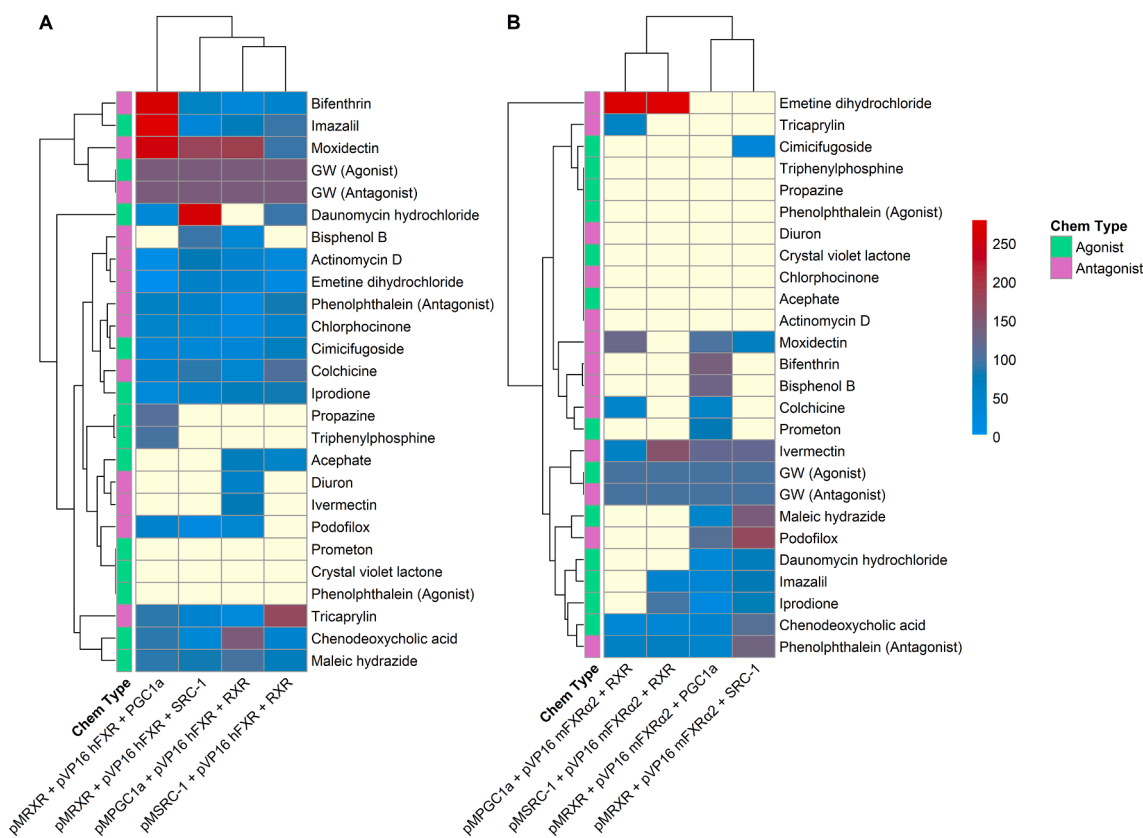 A
Bifenthrin
Imazalil
Moxidectin
GW (Agonist)
GW (Antagonist)
Daunomycin hydrochloride
Bisphenol B
Actinomycin D
Emetine dihydrochloride
Phenolphthalein (Antagonist)
Chlorphocinone
Cimicifugoside
Colchicine
Iprodione
Propazine
Triphenylphosphine
Acephate
Diuron
Ivermectin
Podofilox
Prometon
Crystal violet lactone
Phenolphthalein (Agonist)
Tricaprylin
Chenodeoxycholic acid
Maleic hydrazide
Chem Type
pMRXR + pVP16 hFXR + PGC1a
pMRXR + pVP16 hFXR + SRC-1
pMPGC1a + pVP16 hFXR + RXR
pMSRC-1 + pVP16 hFXR + RXR
B
Emetine dihydrochloride
Tricaprylin
Cimicifugoside
Triphenylphosphine
Propazine
Phenolphthalein (Agonist)
Diuron
Crystal violet lactone
Chlorphocinone
Acephate
Actinomycin D
Moxidectin
Bifenthrin
Bisphenol B
Colchicine
Prometon
Ivermectin
GW (Agonist)
GW (Antagonist)
Maleic hydrazide
Podofilox
Daunomycin hydrochloride
Imazalil
Iprodione
Chenodeoxycholic acid
Phenolphthalein (Antagonist)
Chem Type
pMPGC1a + pVP16 mFXRα2 + RXR
pMSRC-1 + pVP16 mFXRα2 + RXR
pMRXR + pVP16 mFXRα2 + PGC1a
pMRXR + pVP16 mFXRα2 + SRC-1
250
200
150
100
50
0
Chem Type
Agonist
Antagonist